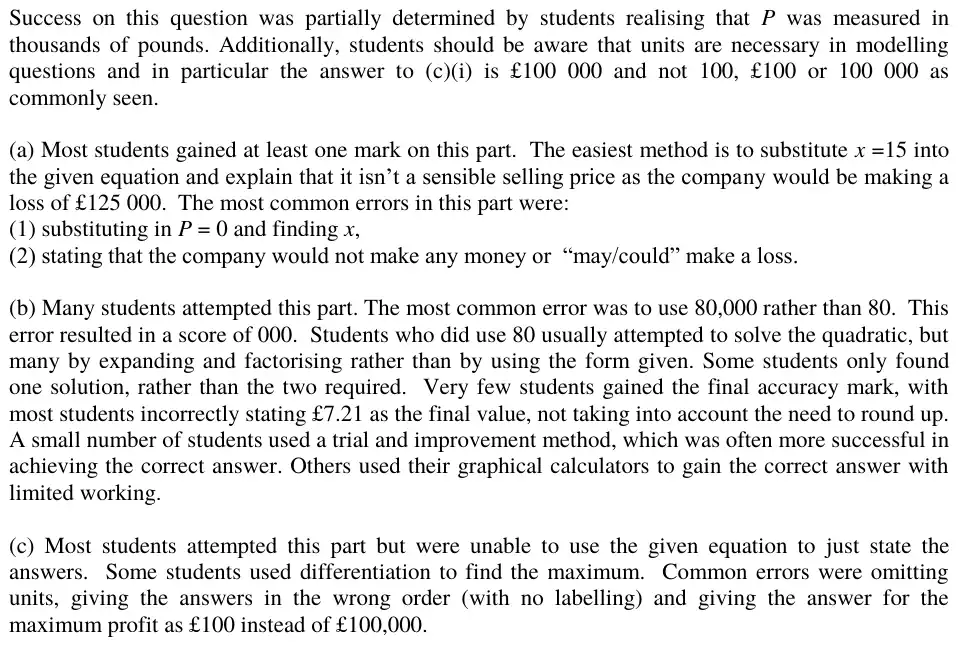 Success on this question was partially determined by students realising that P was measured in
thousands of pounds. Additionally, students should be aware that units are necessary in modelling
questions and in particular the answer to (c)(i) is £100 000 and not 100, £100 or 100 000 as
commonly seen.
(a) Most students gained at least one mark on this part. The easiest method is to substitute x =15 into
the given equation and explain that it isn’t a sensible selling price as the company would be making a
loss of £125 000. The most common errors in this part were:
(1) substituting in P = 0 and finding x,
(2) stating that the company would not make any money or “may/could” make a loss.
(b) Many students attempted this part. The most common error was to use 80,000 rather than 80. This
error resulted in a score of 000. Students who did use 80 usually attempted to solve the quadratic, but
many by expanding and factorising rather than by using the form given. Some students only found
one solution, rather than the two required. Very few students gained the final accuracy mark, with
most students incorrectly stating £7.21 as the final value, not taking into account the need to round up.
A small number of students used a trial and improvement method, which was often more successful in
achieving the correct answer. Others used their graphical calculators to gain the correct answer with
limited working.
(c) Most students attempted this part but were unable to use the given equation to just state the
answers. Some students used differentiation to find the maximum. Common errors were omitting
units, giving the answers in the wrong order (with no labelling) and giving the answer for the
maximum profit as £100 instead of £100,000.